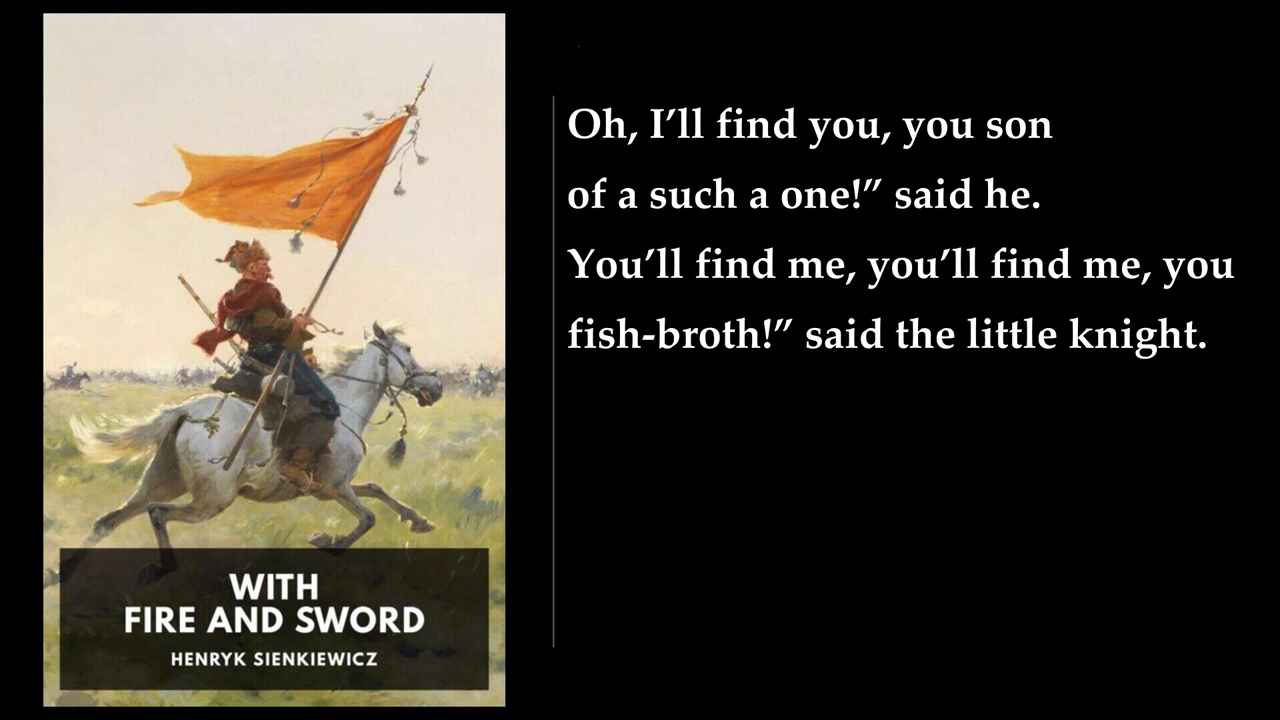 Oh, I’ll find you, you son
of a such a one!” said he.
You’ll find me, you’ll find me, you
fish-broth!” said the little knight.
WITH
FIRE AND SWORD
HENRYK SIENKIEWICZ